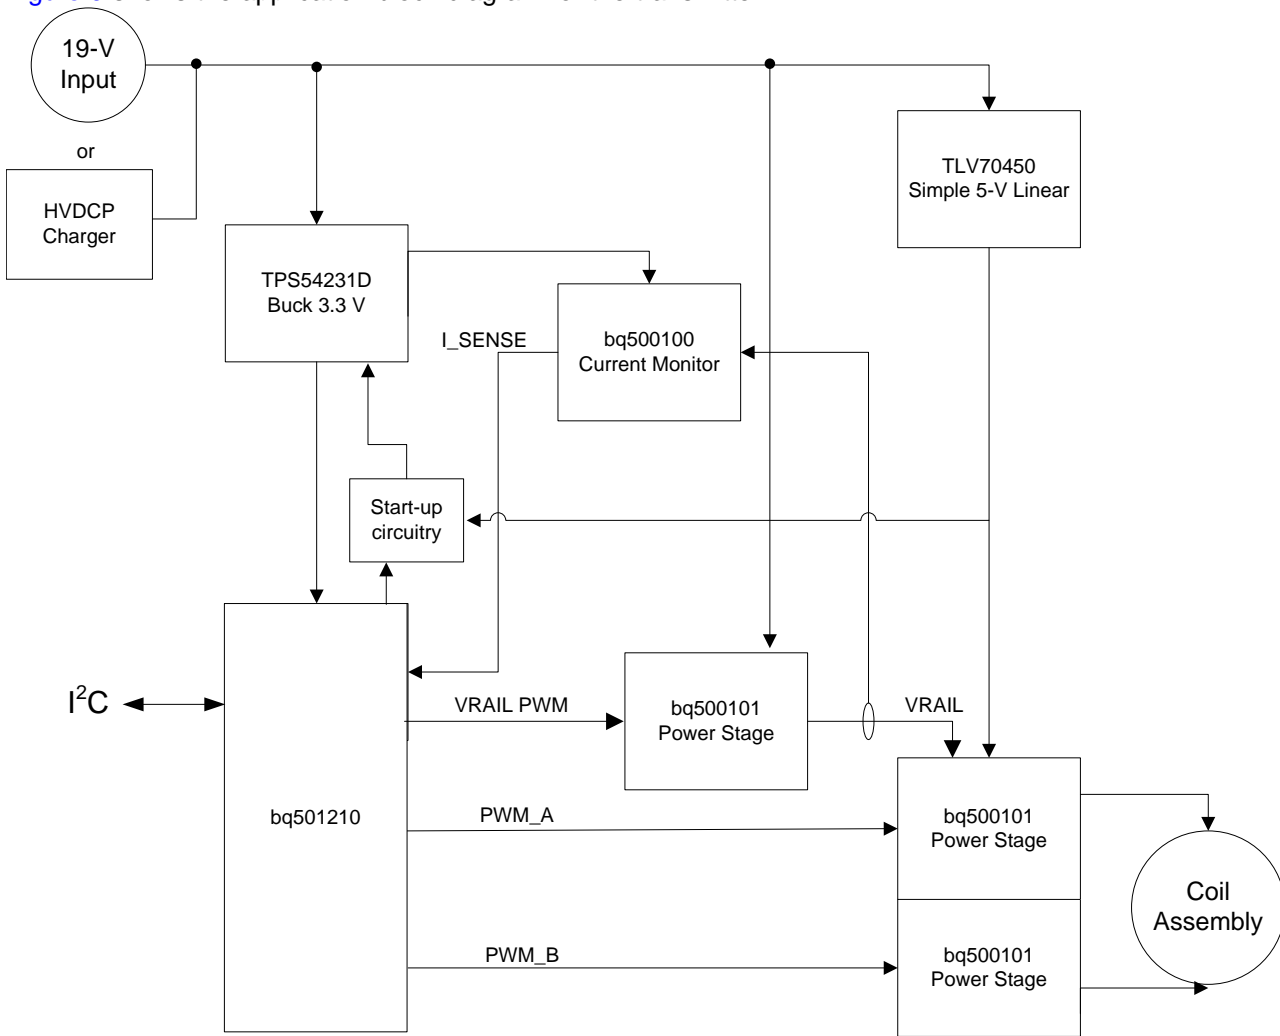 19-V
Input
or
HVDCP
Charger
TLV70450
Simple 5-V Linear
TPS54231D
Buck 3.3 V
I_SENSE
bq500100
Current Monitor
Start-up
circuitry
I²C
VRAIL PWM
bq500101
Power Stage
VRAIL
bq501210
PWM_A
bq500101
Power Stage
Coil
Assembly
PWM_B
bq500101
Power Stage